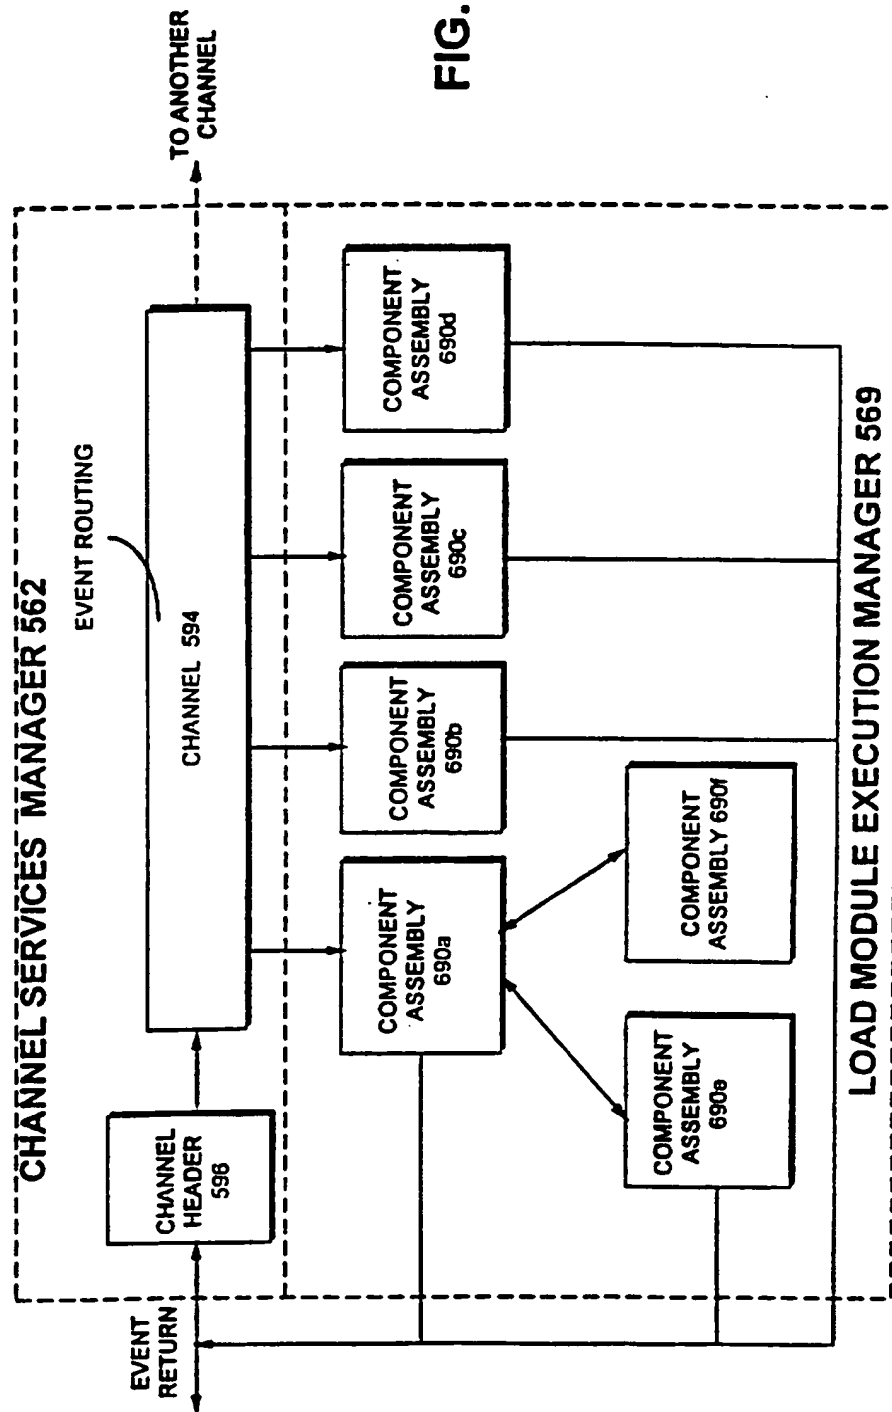 CHANNEL SERVICES MANAGER 562
EVENT ROUTING
TO ANOTHER
CHANNEL
EVENT
RETURN
CHANNEL
HEADER
596
CHANNEL 594
COMPONENT
ASSEMBLY
690a
COMPONENT
ASSEMBLY
690b
COMPONENT
ASSEMBLY
690c
COMPONENT
ASSEMBLY
690d
COMPONENT
ASSEMBLY
690e
COMPONENT
ASSEMBLY 690f
LOAD MODULE EXECUTION MANAGER 569
FIG.